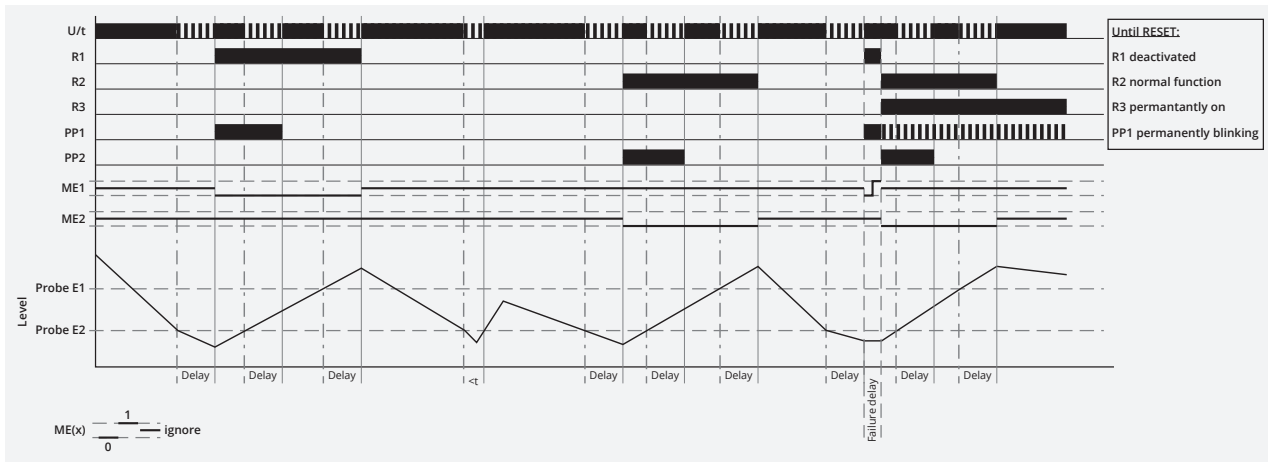 U/t
R1
R2
R3
PP1
PP2
ME1
ME2
Level
Probe E1
Probe E2
Delay
Delay
Delay
<t
Delay
Delay
Delay
Delay
Failure delay
Delay
Delay
ME(x)
1
0
ignore
Until RESET:
R1 deactivated
R2 normal function
R3 permantantly on
PP1 permanently blinking